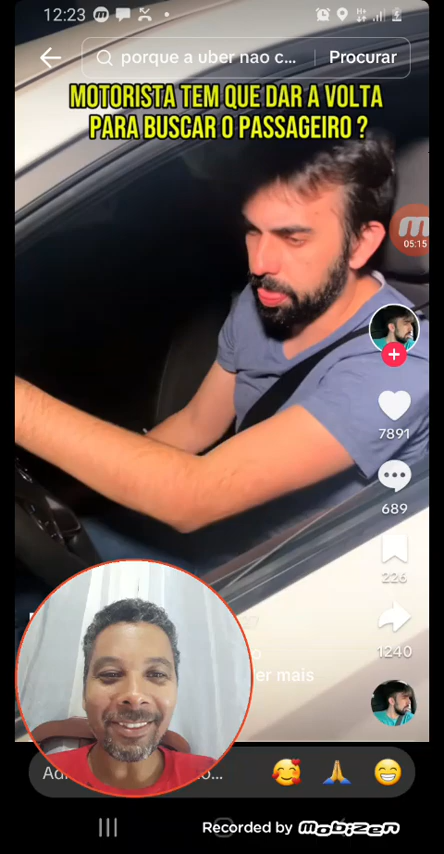 12:23
porque a uber nao c... Procurar
MOTORISTA TEM QUE DAR A VOLTA
PARA BUSCAR O PASSAGEIRO ?
05:15
7891
689
226
1240
er mais
Recorded by mobizen